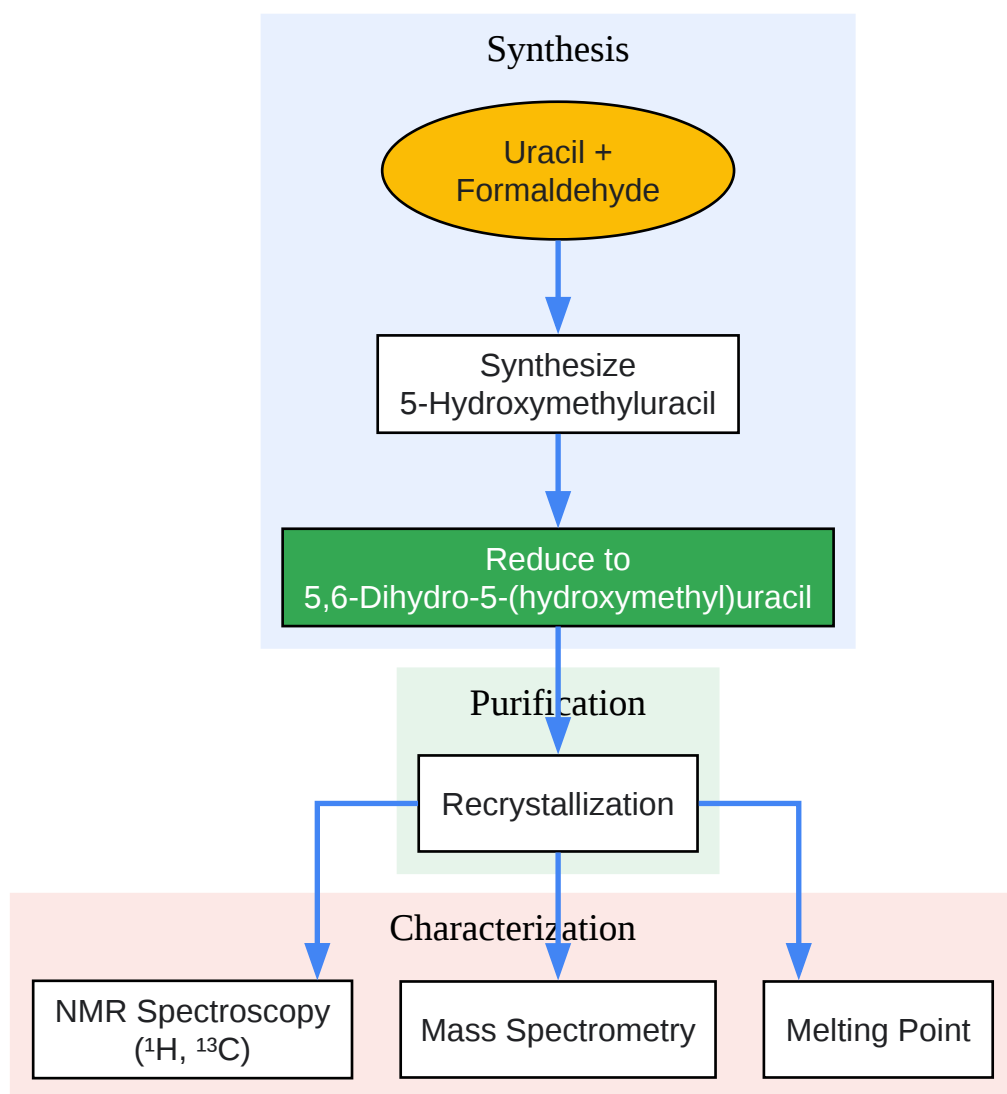 Synthesis
Uracil +
Formaldehyde
Synthesize
5-Hydroxymethyluracil
Reduce to
5,6-Dihydro-5-(hydroxymethyl)uracil
Purification
Recrystallization
Characterization
NMR Spectroscopy
(¹H, ¹³C)
Mass Spectrometry
Melting Point